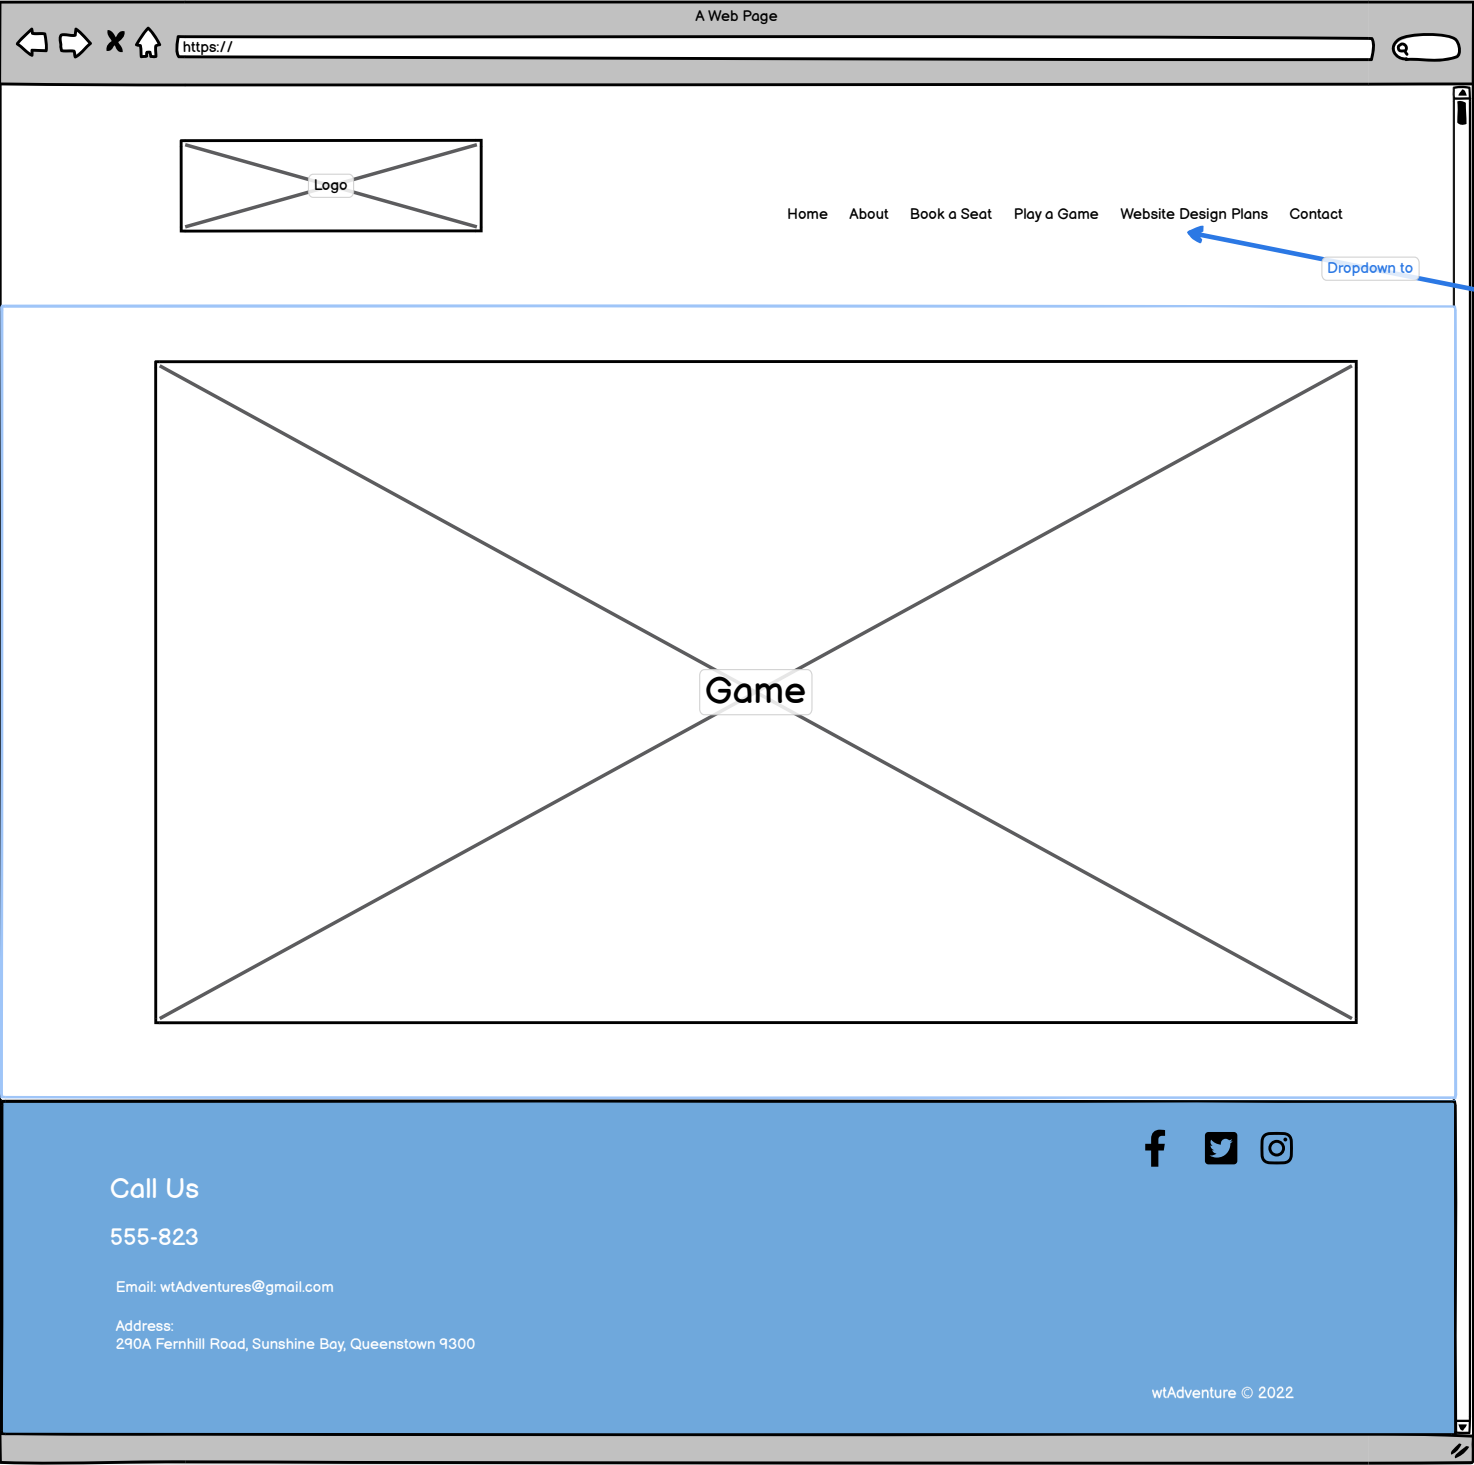 A Web Page
https://
Logo
Home About Book a Seat Play a Game Website Design Plans Contact
Dropdown to
Game
Call Us
555-823
Email: wtAdventures@gmail.com
Address:
290A Fernhill Road, Sunshine Bay, Queenstown 9300
wtAdventure © 2022